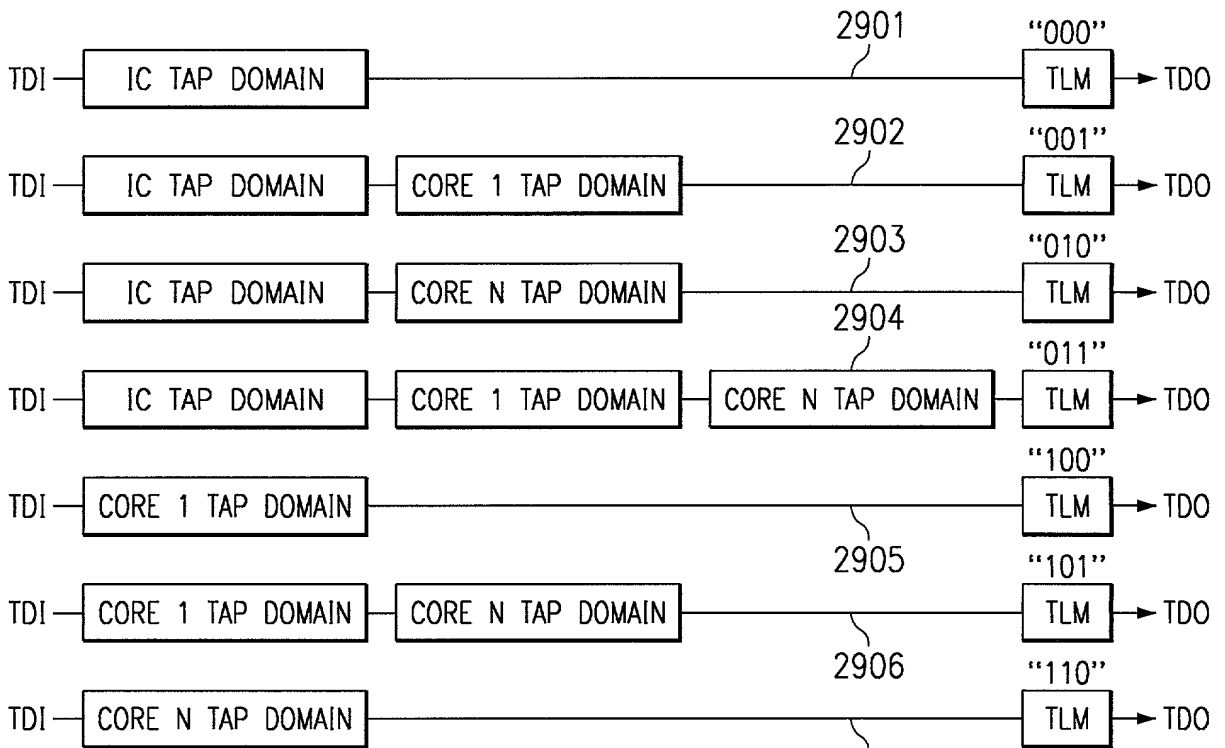 2901 "000"
TDI IC TAP DOMAIN TLM TDO
2902 "001"
TDI IC TAP DOMAIN CORE 1 TAP DOMAIN TLM TDO
2903 "010"
TDI IC TAP DOMAIN CORE N TAP DOMAIN TLM TDO
2904 "011"
TDI IC TAP DOMAIN CORE 1 TAP DOMAIN CORE N TAP DOMAIN TLM TDO
"100"
TDI CORE 1 TAP DOMAIN TLM TDO
2905 "101"
TDI CORE 1 TAP DOMAIN CORE N TAP DOMAIN TLM TDO
2906 "110"
TDI CORE N TAP DOMAIN TLM TDO